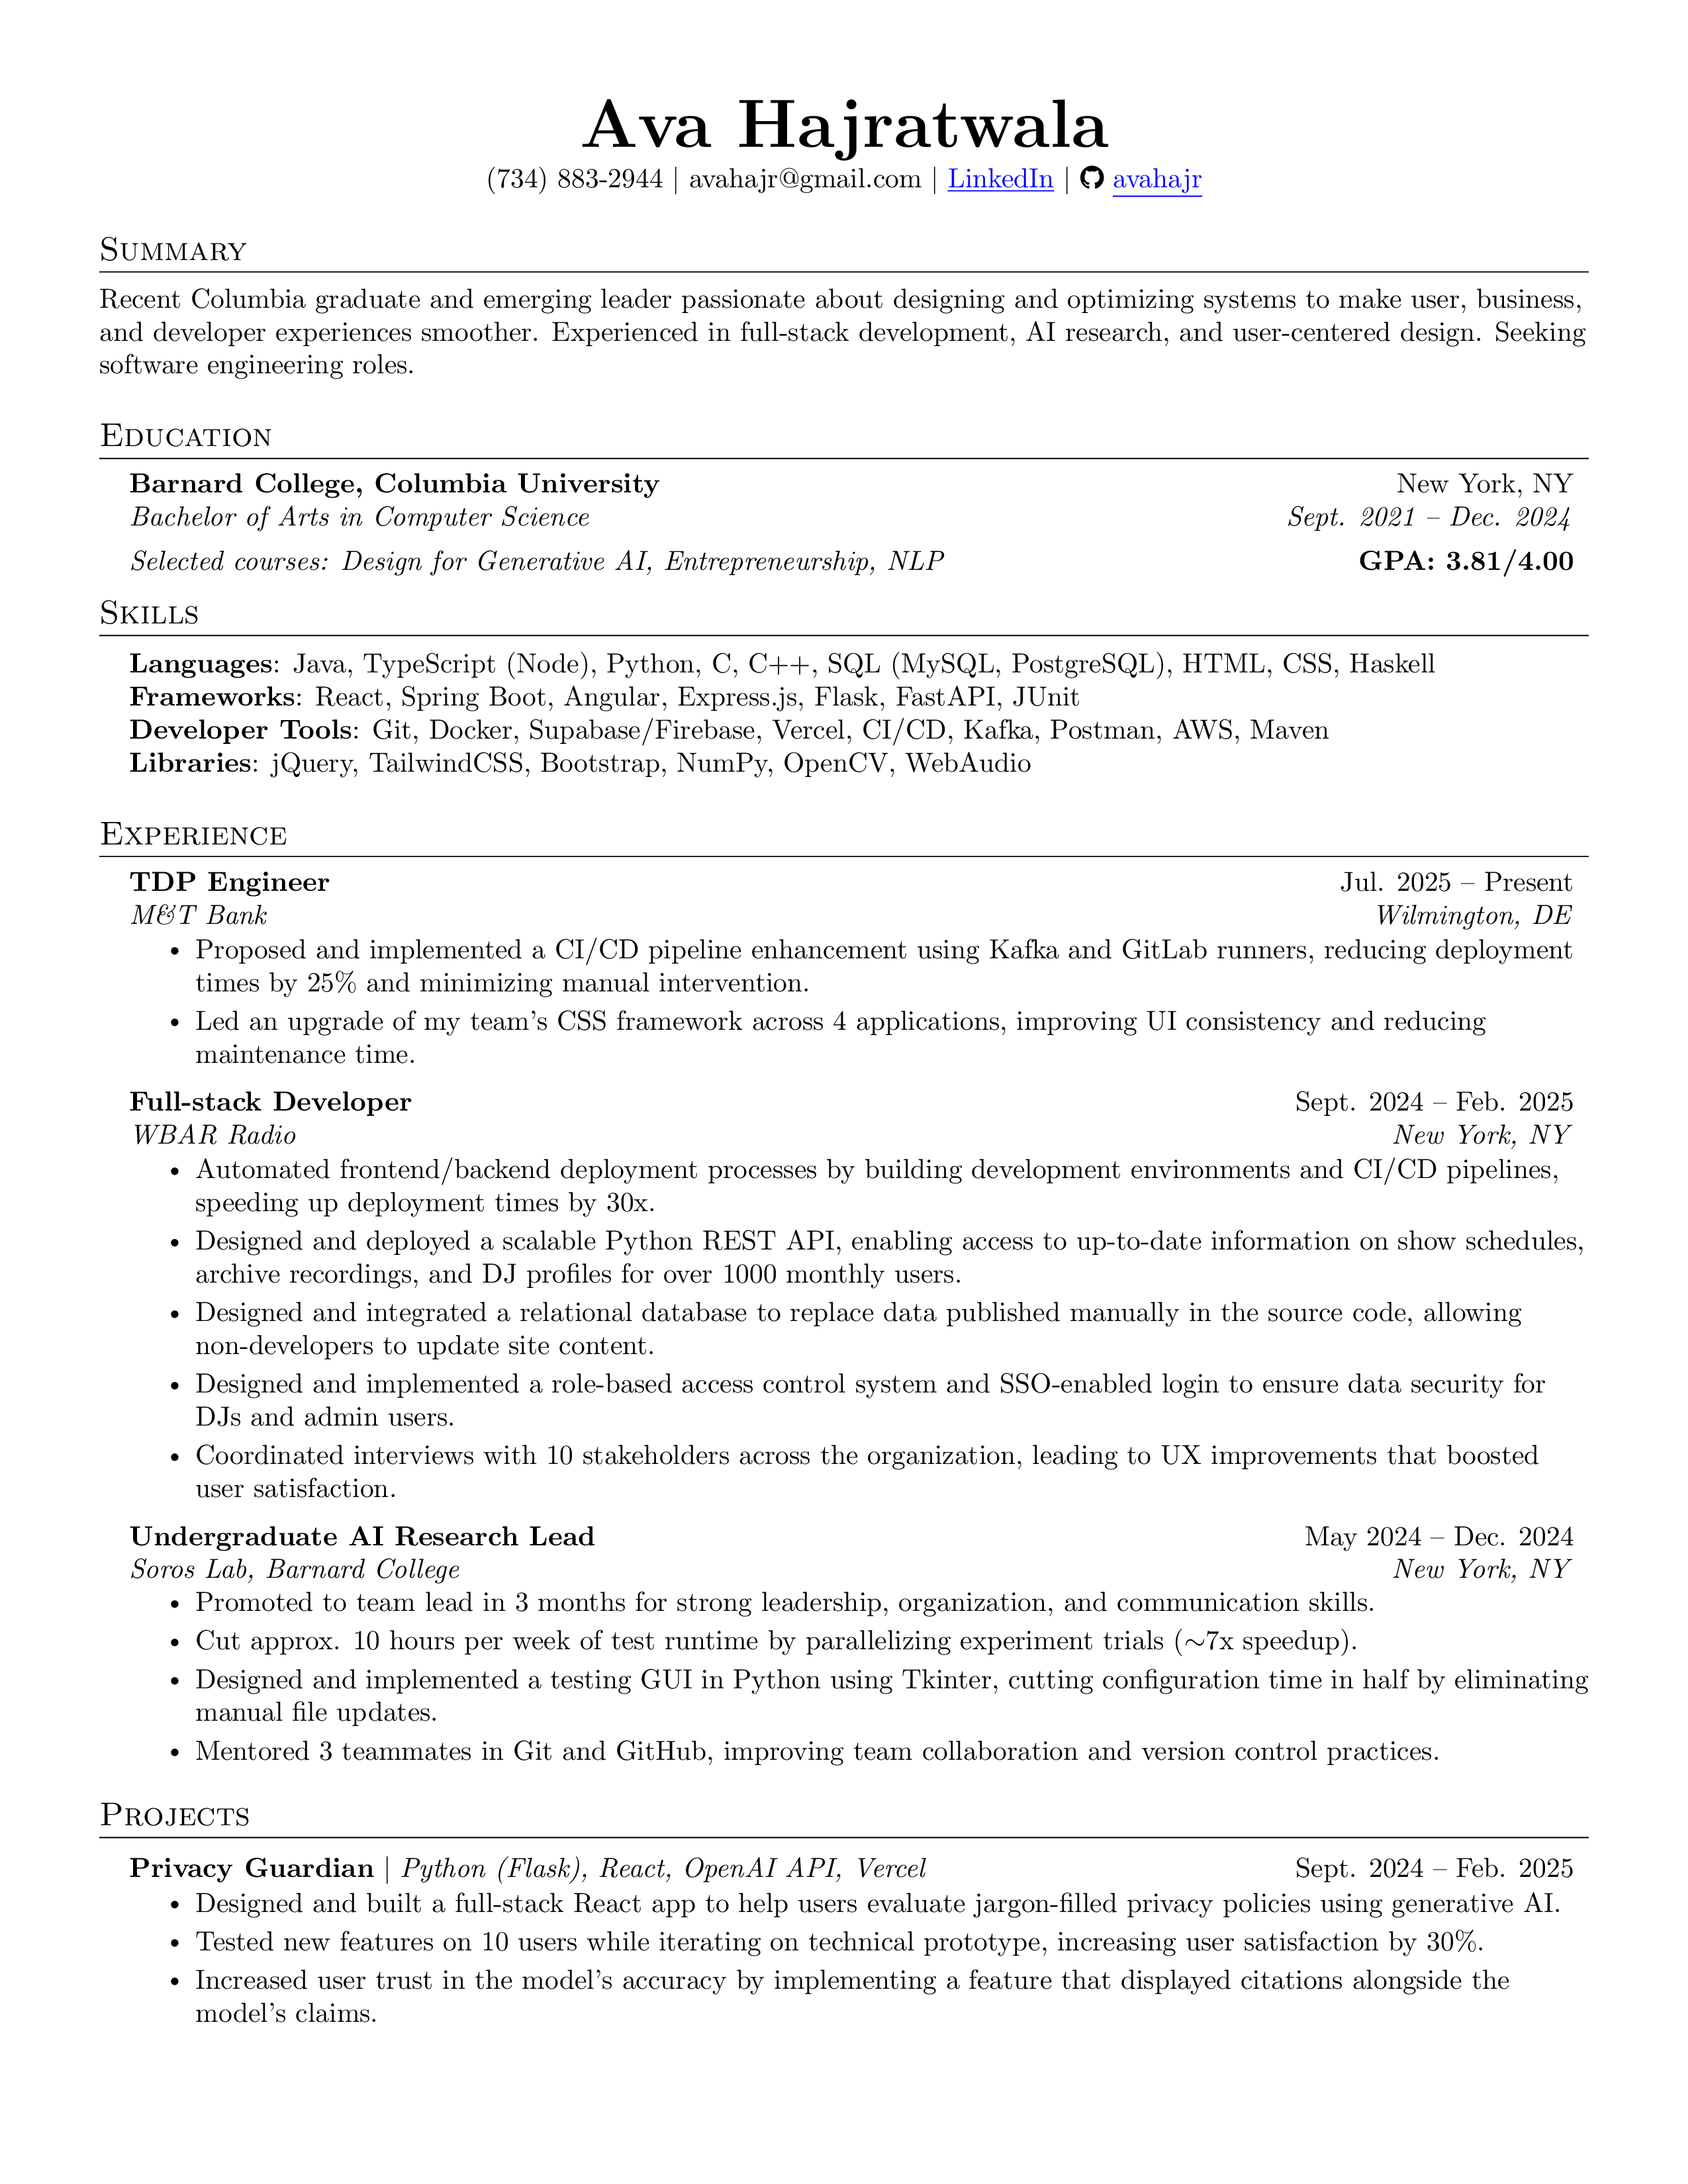 Ava Hajratwala
(734) 883-2944 | avahajr@gmail.com | LinkedIn | avahajr
Summary
Recent Columbia graduate and emerging leader passionate about designing and optimizing systems to make user, business,
and developer experiences smoother. Experienced in full-stack development, AI research, and user-centered design. Seeking
software engineering roles.
Education
Barnard College, Columbia University New York, NY
Bachelor of Arts in Computer Science Sept. 2021 – Dec. 2024
Selected courses: Design for Generative AI, Entrepreneurship, NLP GPA: 3.81/4.00
Skills
Languages: Java, TypeScript (Node), Python, C, C++, SQL (MySQL, PostgreSQL), HTML, CSS, Haskell
Frameworks: React, Spring Boot, Angular, Express.js, Flask, FastAPI, JUnit
Developer Tools: Git, Docker, Supabase/Firebase, Vercel, CI/CD, Kafka, Postman, AWS, Maven
Libraries: jQuery, TailwindCSS, Bootstrap, NumPy, OpenCV, WebAudio
Experience
TDP Engineer Jul. 2025 – Present
M&T Bank Wilmington, DE
• Proposed and implemented a CI/CD pipeline enhancement using Kafka and GitLab runners, reducing deployment
times by 25% and minimizing manual intervention.
• Led an upgrade of my team's CSS framework across 4 applications, improving UI consistency and reducing
maintenance time.
Full-stack Developer Sept. 2024 – Feb. 2025
WBAR Radio New York, NY
• Automated frontend/backend deployment processes by building development environments and CI/CD pipelines,
speeding up deployment times by 30x.
• Designed and deployed a scalable Python REST API, enabling access to up-to-date information on show schedules,
archive recordings, and DJ profiles for over 1000 monthly users.
• Designed and integrated a relational database to replace data published manually in the source code, allowing
non-developers to update site content.
• Designed and implemented a role-based access control system and SSO-enabled login to ensure data security for
DJs and admin users.
• Coordinated interviews with 10 stakeholders across the organization, leading to UX improvements that boosted
user satisfaction.
Undergraduate AI Research Lead May 2024 – Dec. 2024
Soros Lab, Barnard College New York, NY
• Promoted to team lead in 3 months for strong leadership, organization, and communication skills.
• Cut approx. 10 hours per week of test runtime by parallelizing experiment trials (∼7x speedup).
• Designed and implemented a testing GUI in Python using Tkinter, cutting configuration time in half by eliminating
manual file updates.
• Mentored 3 teammates in Git and GitHub, improving team collaboration and version control practices.
Projects
Privacy Guardian | Python (Flask), React, OpenAI API, Vercel Sept. 2024 – Feb. 2025
• Designed and built a full-stack React app to help users evaluate jargon-filled privacy policies using generative AI.
• Tested new features on 10 users while iterating on technical prototype, increasing user satisfaction by 30%.
• Increased user trust in the model's accuracy by implementing a feature that displayed citations alongside the
model's claims.